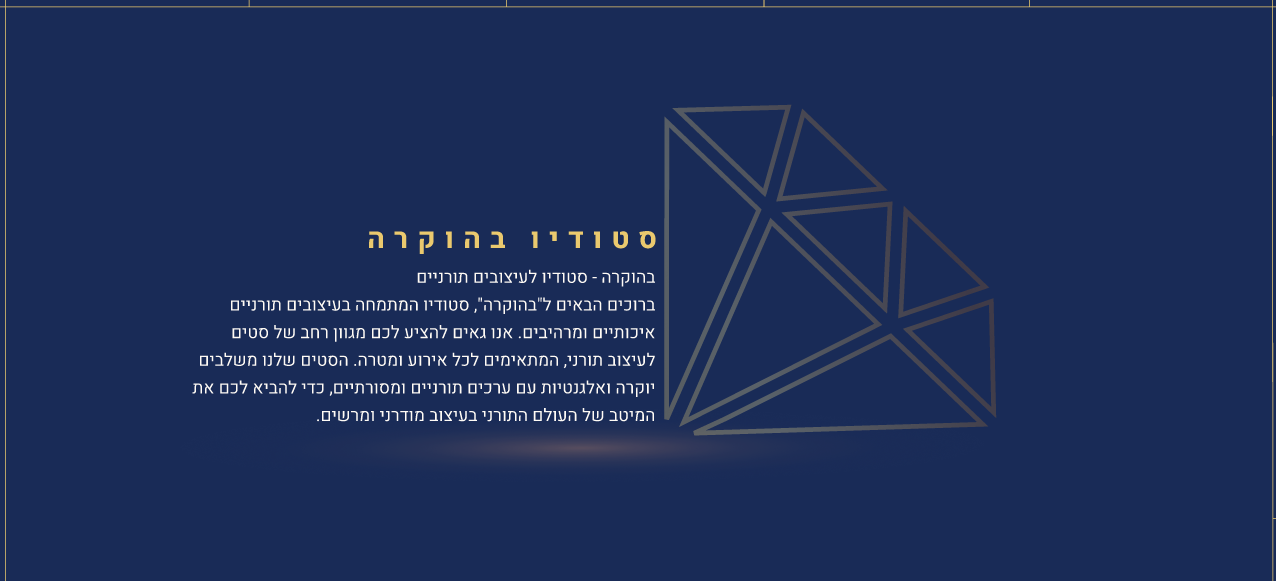 סטודיו בהוקרה
בהוקרה - סטודיו לעיצובים תורניים
ברוכים הבאים ל"בהוקרה", סטודיו המתמחה בעיצובים תורניים
איכותיים ומרהיבים. אנו גאים להציע לכם מגוון רחב של סטים
לעיצוב תורני, המתאימים לכל אירוע ומטרה. הסטים שלנו משלבים
יוקרה ואלגנטיות עם ערכים תורניים ומסורתיים, כדי להביא לכם את
המיטב של העולם התורני בעיצוב מודרני ומרשים.